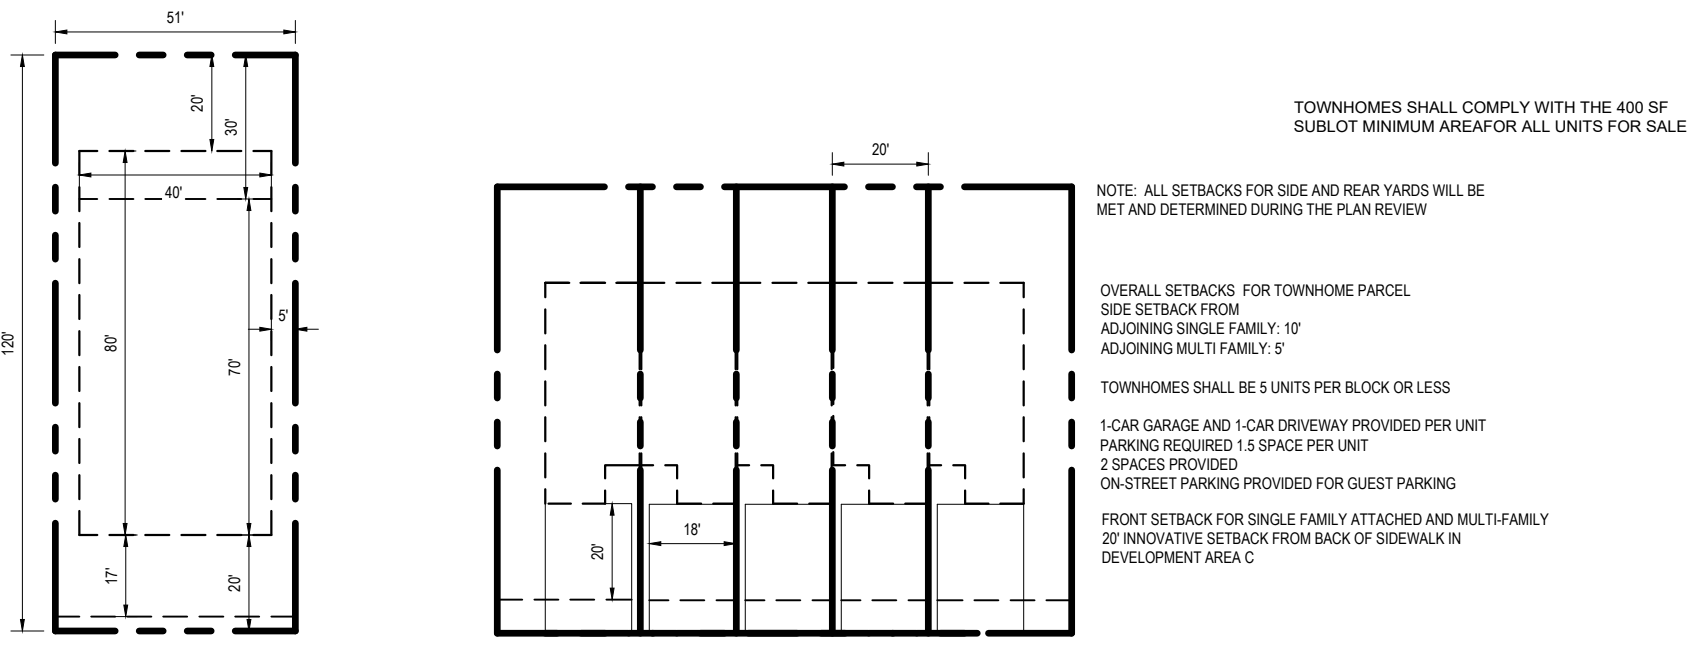 51'
20'
30'
40'
5'
120'
80'
70'
17'
20'
20'
18'
20'
TOWNHOMES SHALL COMPLY WITH THE 400 SF
SUBLOT MINIMUM AREAFOR ALL UNITS FOR SALE
NOTE: ALL SETBACKS FOR SIDE AND REAR YARDS WILL BE
MET AND DETERMINED DURING THE PLAN REVIEW
OVERALL SETBACKS FOR TOWNHOME PARCEL
SIDE SETBACK FROM
ADJOINING SINGLE FAMILY: 10'
ADJOINING MULTI FAMILY: 5'
TOWNHOMES SHALL BE 5 UNITS PER BLOCK OR LESS
1-CAR GARAGE AND 1-CAR DRIVEWAY PROVIDED PER UNIT
PARKING REQUIRED 1.5 SPACE PER UNIT
2 SPACES PROVIDED
ON-STREET PARKING PROVIDED FOR GUEST PARKING
FRONT SETBACK FOR SINGLE FAMILY ATTACHED AND MULTI-FAMILY
20' INNOVATIVE SETBACK FROM BACK OF SIDEWALK IN
DEVELOPMENT AREA C